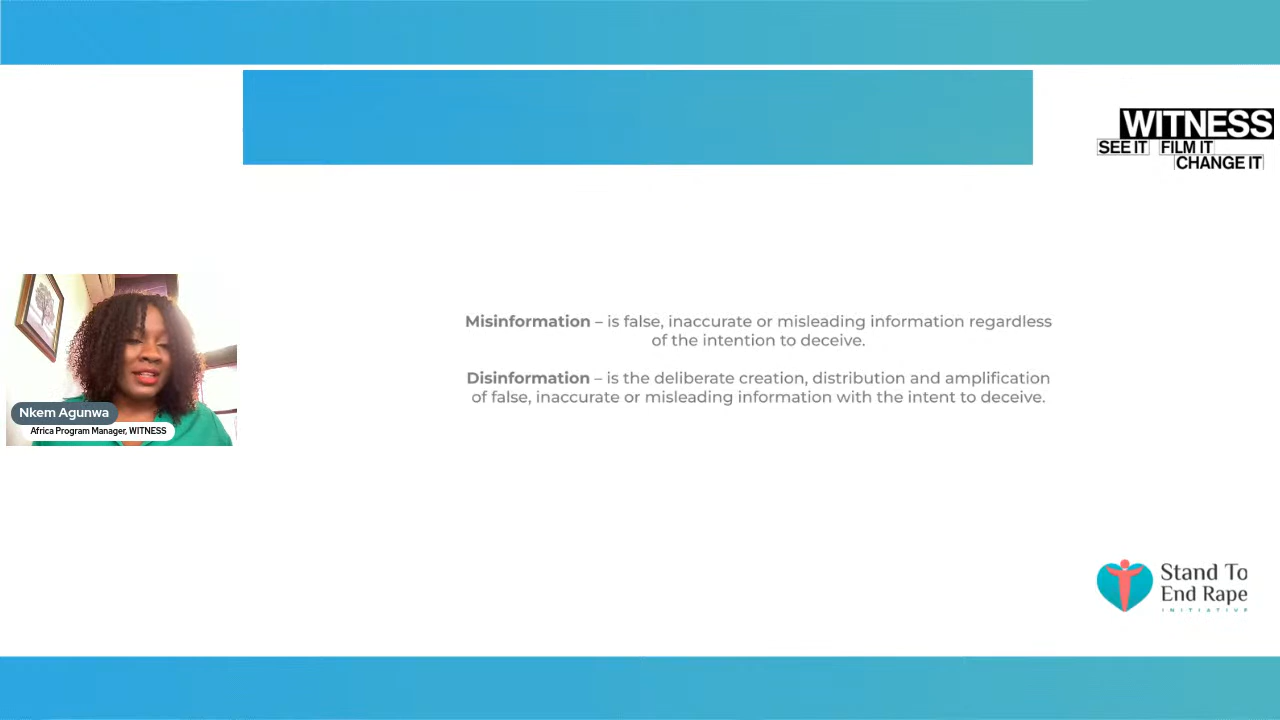 WITNESS
SEE IT FILM IT
CHANGE IT
Misinformation – is false, inaccurate or misleading information regardless
of the intention to deceive.
Disinformation – is the deliberate creation, distribution and amplification
of false, inaccurate or misleading information with the intent to deceive.
Nkem Agunwa
Africa Program Manager, WITNESS
Stand To
End Rape
INITIATIVE